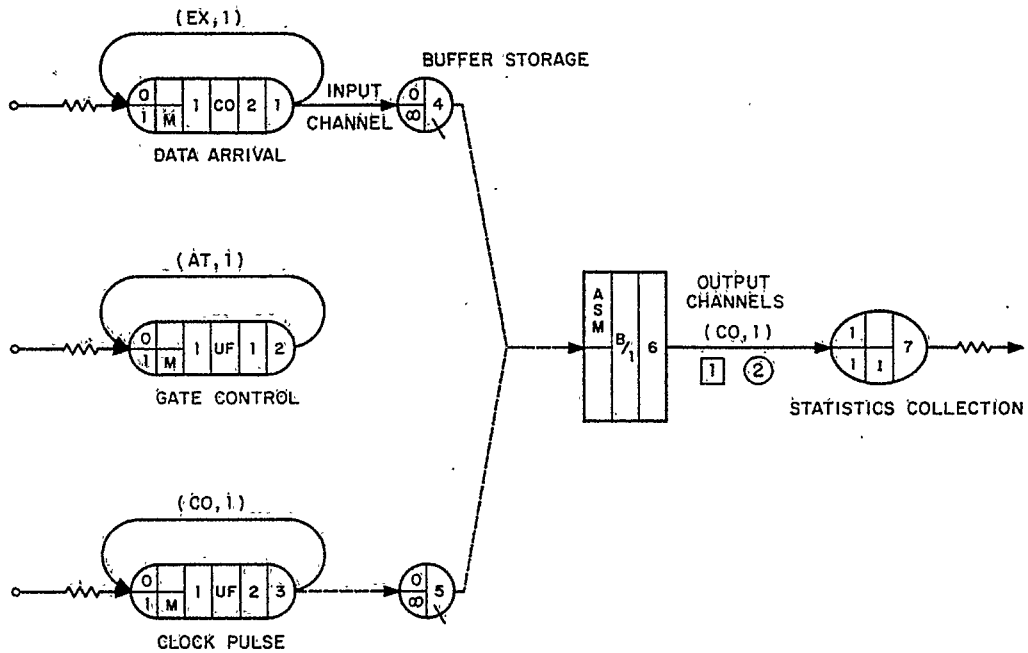 (EX, 1)
0
1 M 1 CO 2 1
DATA ARRIVAL
INPUT
CHANNEL
BUFFER STORAGE
0
∞ 4
(AT, 1)
0
1 M 1 UF 1 2
GATE CONTROL
(CO, 1)
0
1 M 1 UF 2 3
CLOCK PULSE
0
∞ 5
ASM B/1 6
OUTPUT
CHANNELS
(CO, 1)
1 2
1
1 I 7
STATISTICS COLLECTION